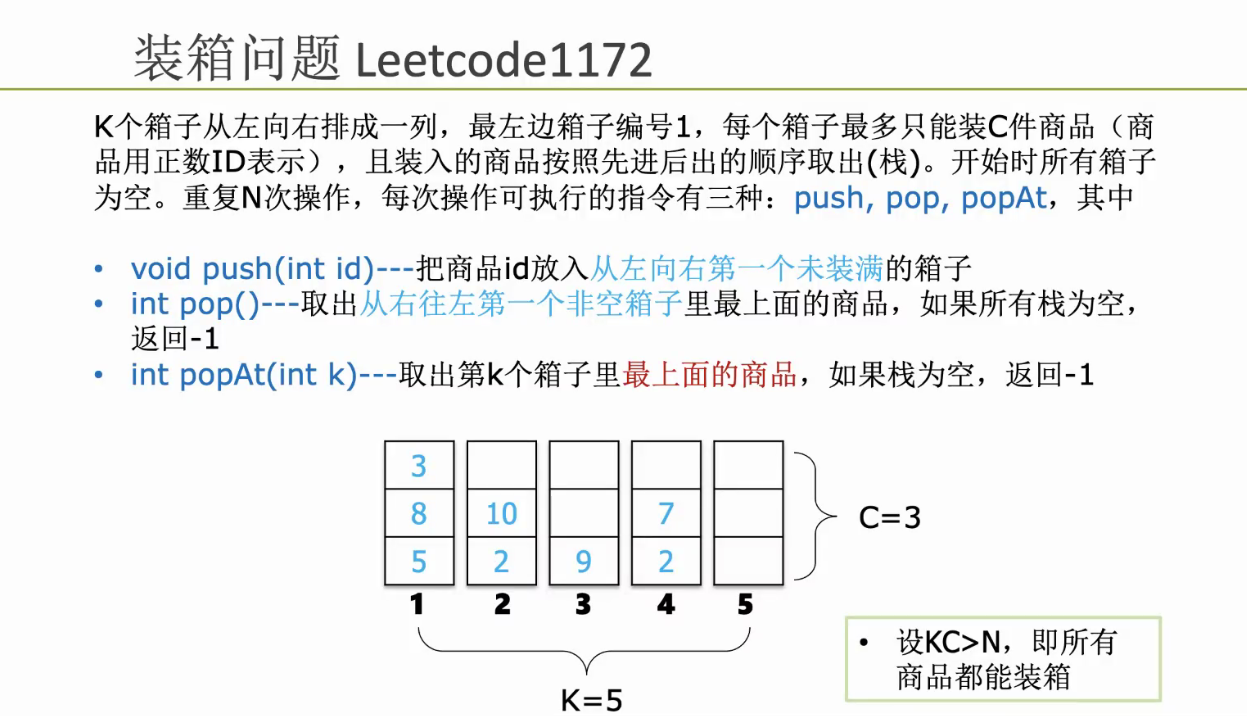 装箱问题 Leetcode1172
K个箱子从左向右排成一列，最左边箱子编号1，每个箱子最多只能装C件商品（商
品用正数ID表示），且装入的商品按照先进后出的顺序取出(栈)。开始时所有箱子
为空。重复N次操作，每次操作可执行的指令有三种：push, pop, popAt，其中
• void push(int id)---把商品id放入从左向右第一个未装满的箱子
• int pop()---取出从右往左第一个非空箱子里最上面的商品，如果所有栈为空，
返回-1
• int popAt(int k)---取出第k个箱子里最上面的商品，如果栈为空，返回-1
3
8 10 7
5 2 9 2
C=3
1 2 3 4 5
K=5
• 设KC>N，即所有
商品都能装箱